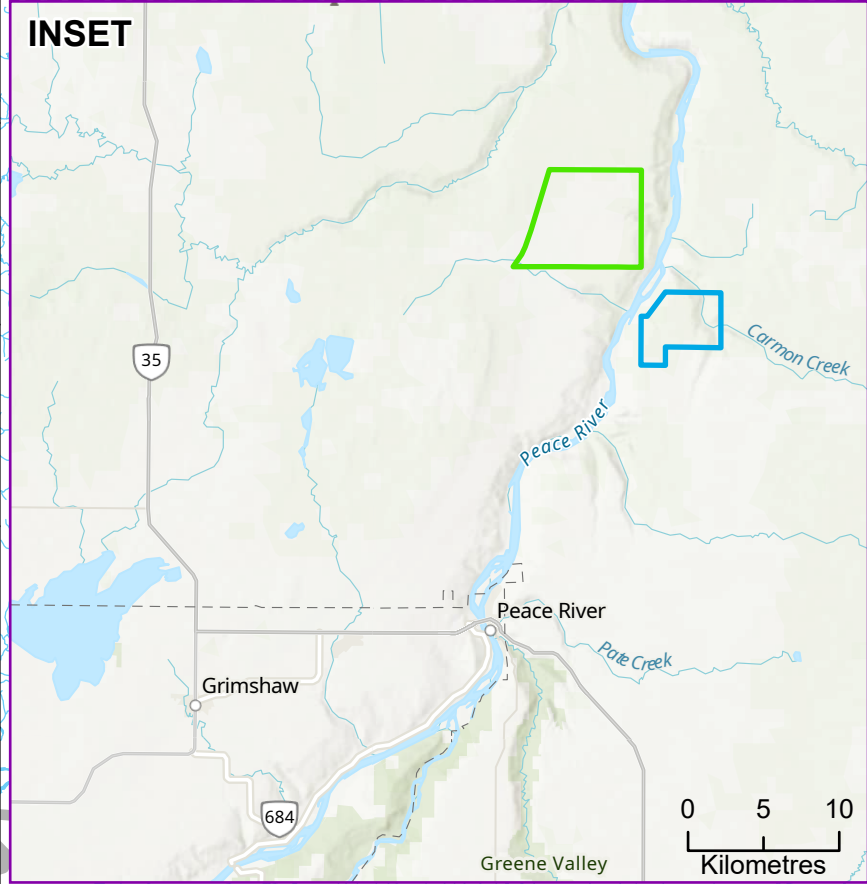 INSET
35
Carmon Creek
Peace River
Peace River
Pate Creek
Grimshaw
684
0 5 10
Kilometres
Greene Valley